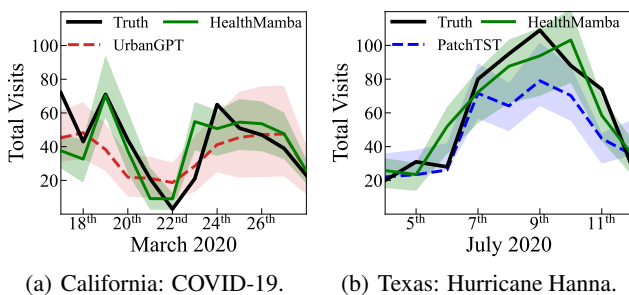 Truth HealthMamba
UrbanGPT
100
80
60
40
20
Total Visits
18th 20th 22nd 24th 26th
March 2020
(a) California: COVID-19.
Truth HealthMamba
PatchTST
100
80
60
40
20
Total Visits
5th 7th 9th 11th
July 2020
(b) Texas: Hurricane Hanna.